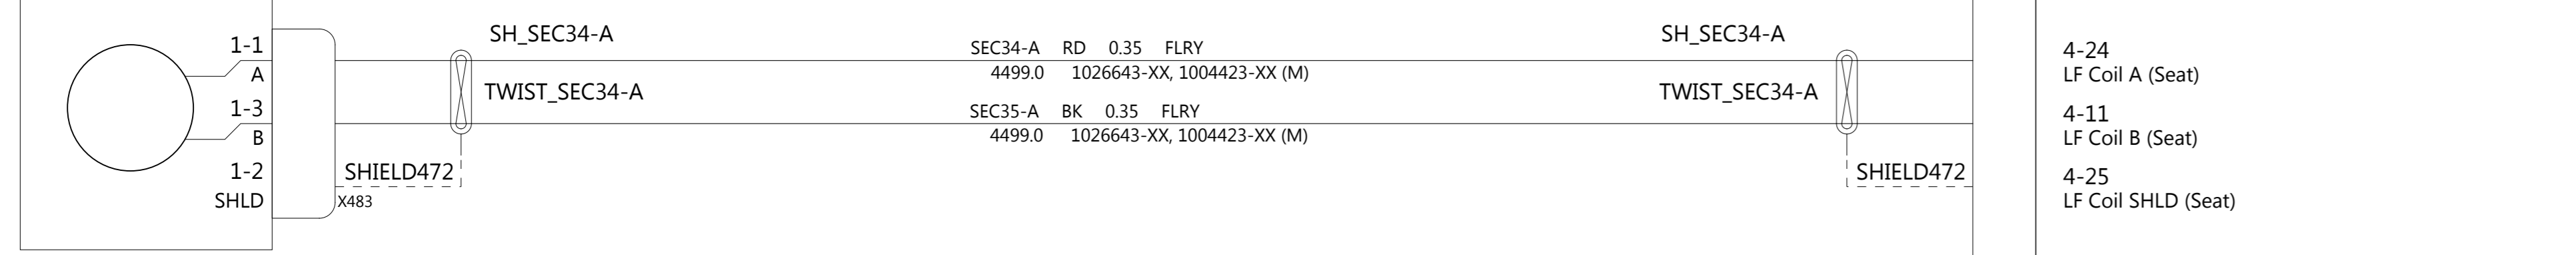 1-1
A
1-3
B
1-2
SHLD
X483
SH_SEC34-A
TWIST_SEC34-A
SHIELD472
SEC34-A RD 0.35 FLRY
4499.0 1026643-XX, 1004423-XX (M)
SEC35-A BK 0.35 FLRY
4499.0 1026643-XX, 1004423-XX (M)
SH_SEC34-A
TWIST_SEC34-A
SHIELD472
4-24
LF Coil A (Seat)
4-11
LF Coil B (Seat)
4-25
LF Coil SHLD (Seat)